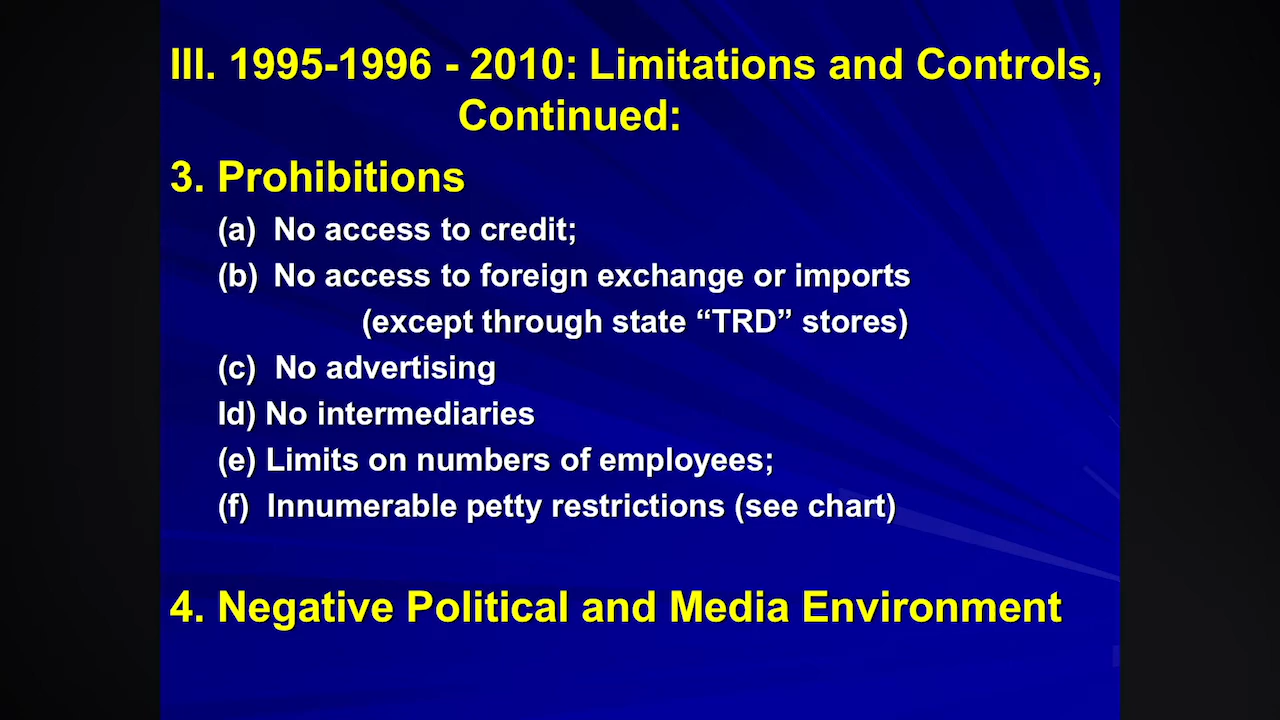 III. 1995-1996 - 2010: Limitations and Controls,
Continued:
3. Prohibitions
(a) No access to credit;
(b) No access to foreign exchange or imports
(except through state “TRD” stores)
(c) No advertising
Id) No intermediaries
(e) Limits on numbers of employees;
(f) Innumerable petty restrictions (see chart)
4. Negative Political and Media Environment